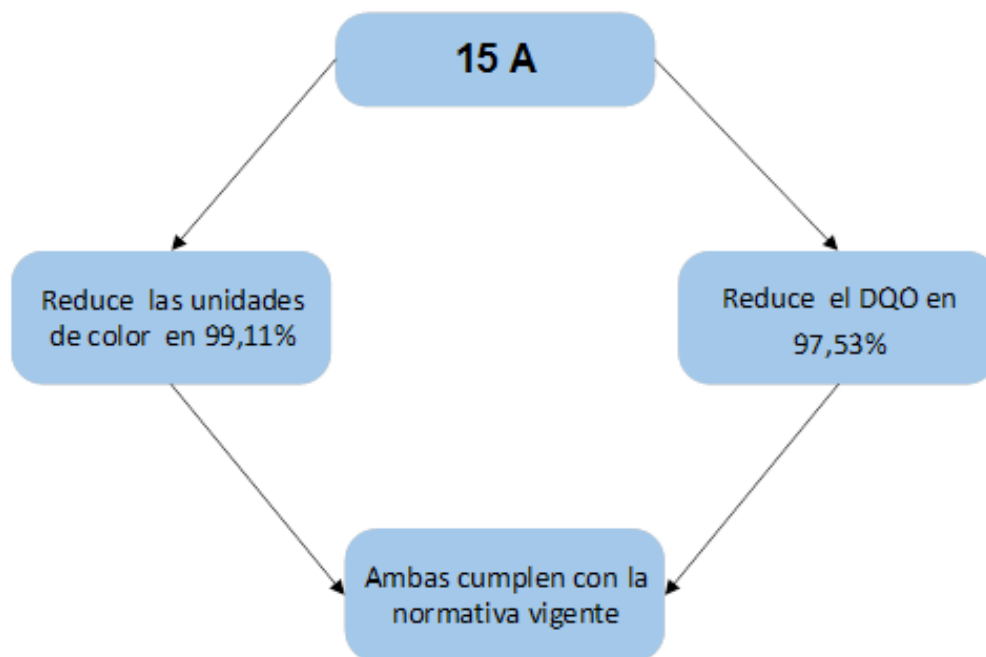 15 A
Reduce las unidades
de color en 99,11%
Reduce el DQO en
97,53%
Ambas cumplen con la
normativa vigente